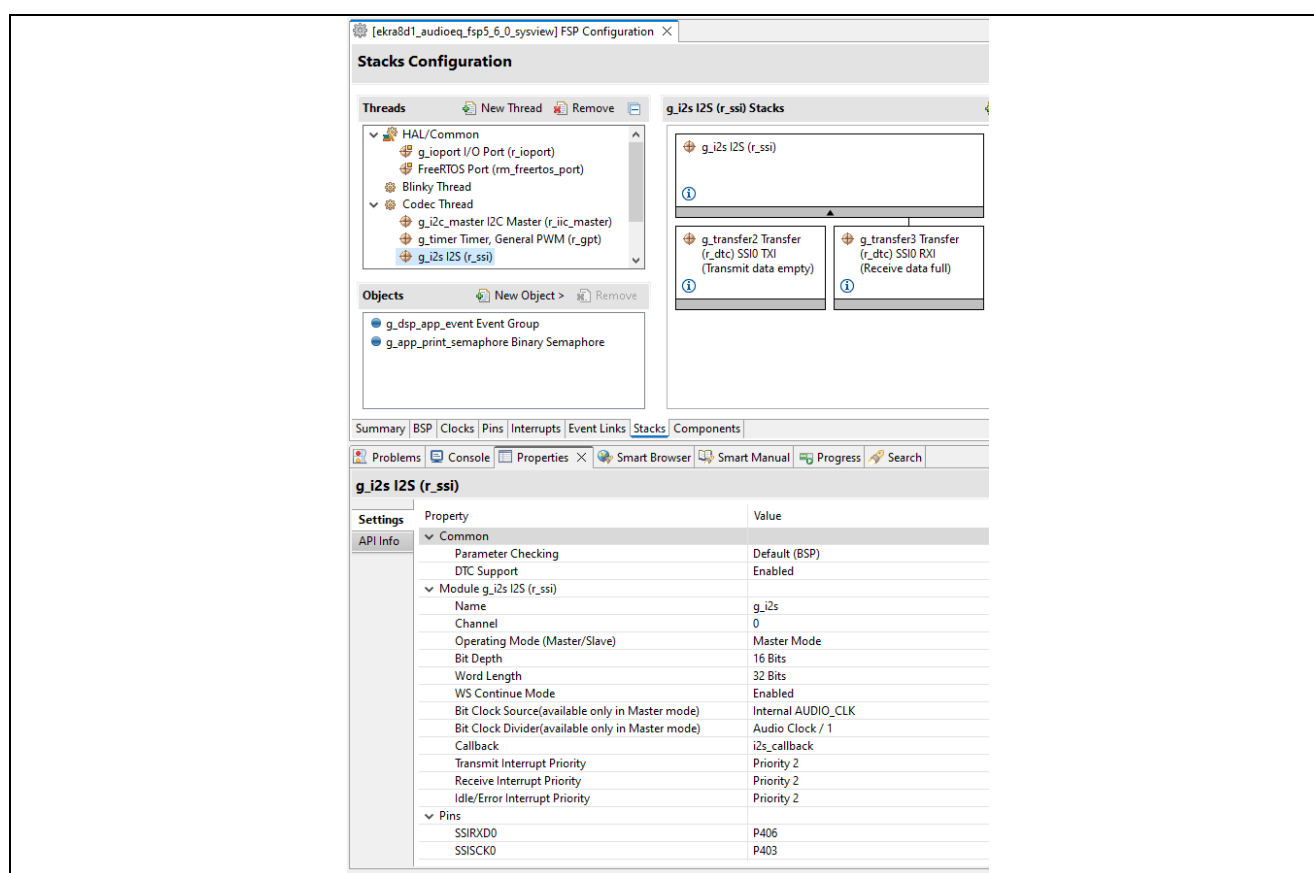 [ekra8d1_audioeq_fsp5_6_0_sysview] FSP Configuration
Stacks Configuration
Threads New Thread Remove
HAL/Common
g_ioport I/O Port (r_ioport)
FreeRTOS Port (rm_freertos_port)
Blinky Thread
Codec Thread
g_i2c_master I2C Master (r_iic_master)
g_timer Timer, General PWM (r_gpt)
g_i2s I2S (r_ssi)
Objects New Object > Remove
g_dsp_app_event Event Group
g_app_print_semaphore Binary Semaphore
g_i2s I2S (r_ssi) Stacks
g_i2s I2S (r_ssi)
g_transfer2 Transfer
(r_dtc) SSI0 TXI
(Transmit data empty)
g_transfer3 Transfer
(r_dtc) SSI0 RXI
(Receive data full)
Summary BSP Clocks Pins Interrupts Event Links Stacks Components
Problems Console Properties Smart Browser Smart Manual Progress Search
g_i2s I2S (r_ssi)
Settings
API Info
Property Value
Common
Parameter Checking Default (BSP)
DTC Support Enabled
Module g_i2s I2S (r_ssi)
Name g_i2s
Channel 0
Operating Mode (Master/Slave) Master Mode
Bit Depth 16 Bits
Word Length 32 Bits
WS Continue Mode Enabled
Bit Clock Source(available only in Master mode) Internal AUDIO_CLK
Bit Clock Divider(available only in Master mode) Audio Clock / 1
Callback i2s_callback
Transmit Interrupt Priority Priority 2
Receive Interrupt Priority Priority 2
Idle/Error Interrupt Priority Priority 2
Pins
SSIRXD0 P406
SSISCK0 P403